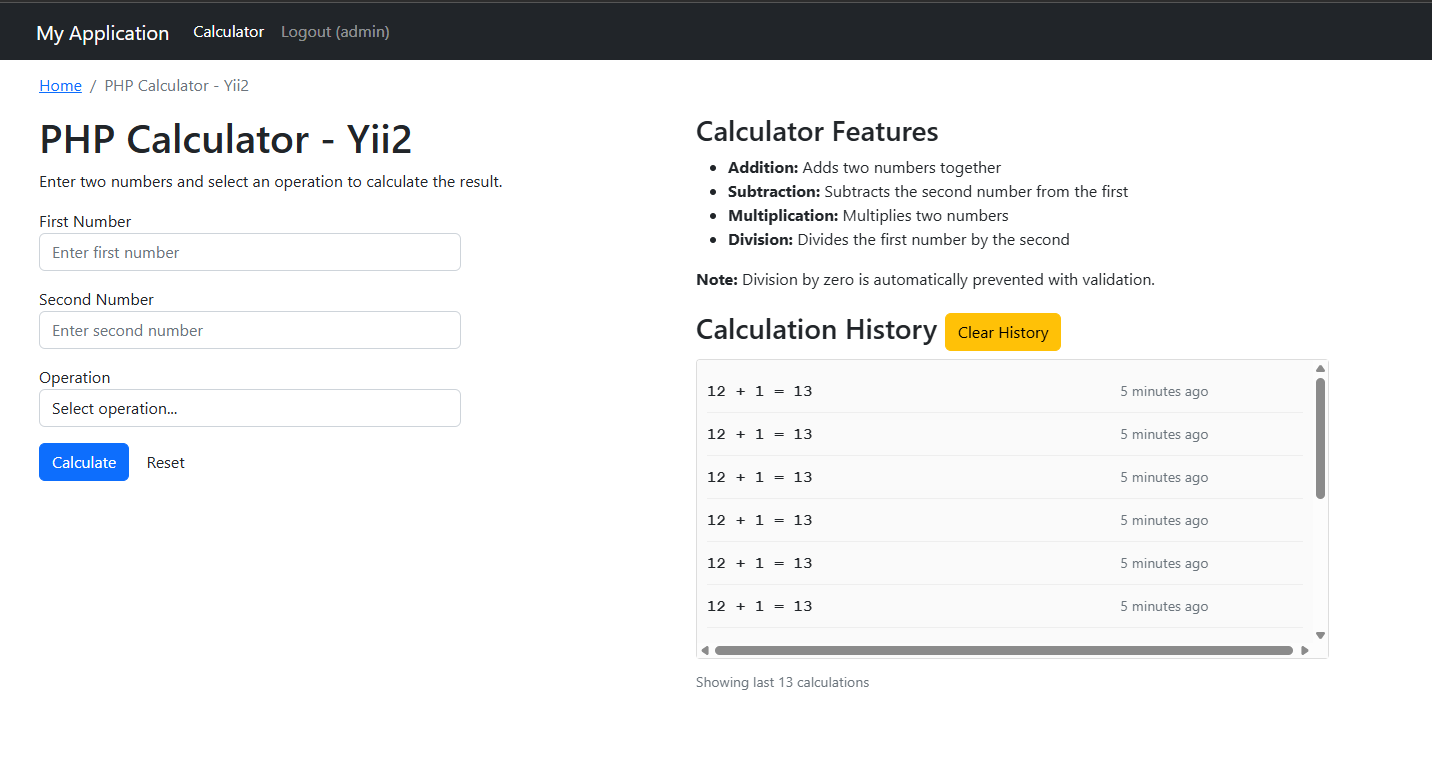 My Application Calculator Logout (admin)
Home / PHP Calculator - Yii2
PHP Calculator - Yii2
Enter two numbers and select an operation to calculate the result.
First Number
Enter first number
Second Number
Enter second number
Operation
Select operation...
Calculate Reset
Calculator Features
• Addition: Adds two numbers together
• Subtraction: Subtracts the second number from the first
• Multiplication: Multiplies two numbers
• Division: Divides the first number by the second
Note: Division by zero is automatically prevented with validation.
Calculation History Clear History
12 + 1 = 13 5 minutes ago
12 + 1 = 13 5 minutes ago
12 + 1 = 13 5 minutes ago
12 + 1 = 13 5 minutes ago
12 + 1 = 13 5 minutes ago
12 + 1 = 13 5 minutes ago
Showing last 13 calculations